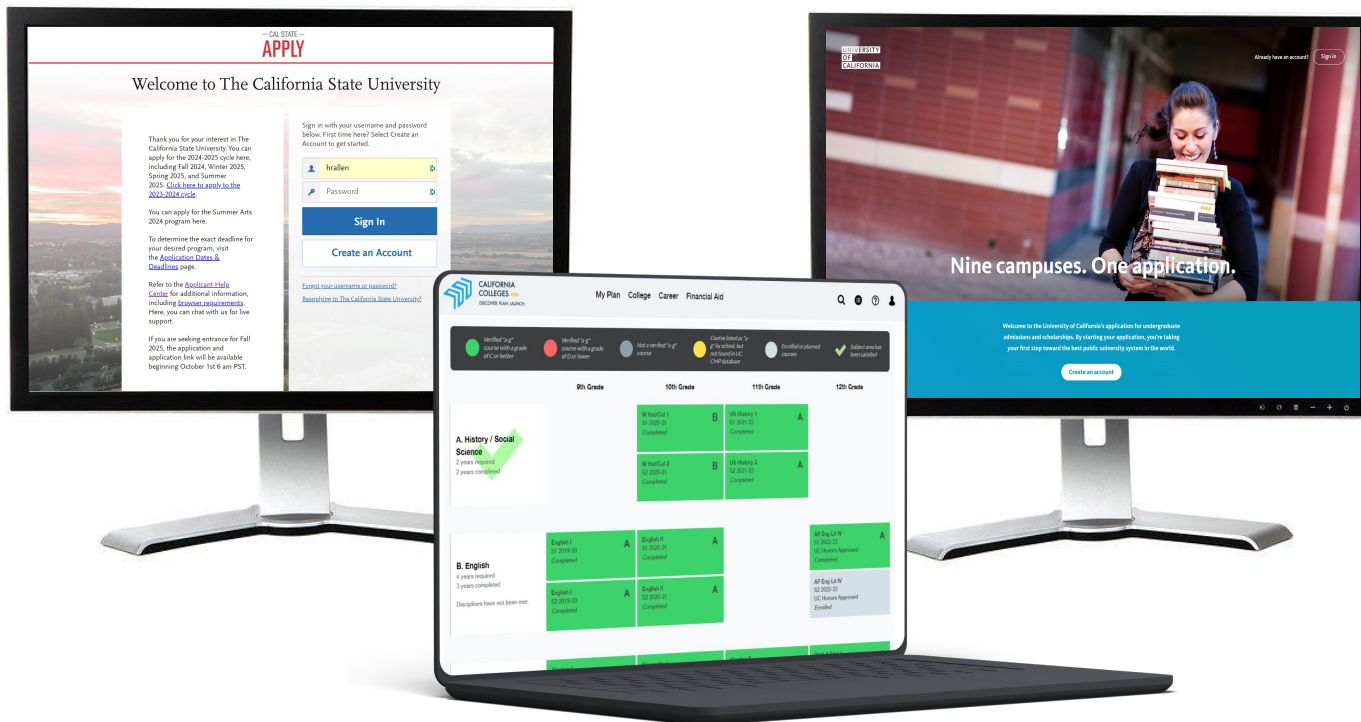 — CAL STATE —
APPLY
Welcome to The California State University
Thank you for your interest in The
California State University. You can
apply for the 2024-2025 cycle here,
including Fall 2024, Winter 2025,
Spring 2025, and Summer
2025. Click here to apply to the
2023-2024 cycle.
You can apply for the Summer Arts
2024 program here.
To determine the exact deadline for
your desired program, visit
the Application Dates &
Deadlines page.
Refer to the Applicant Help
Center for additional information,
including browser requirements.
Here, you can chat with us for live
support.
If you are seeking entrance for Fall
2025, the application and
application link will be available
beginning October 1st 6 am PST.
Sign in with your username and password
below. First time here? Select Create an
Account to get started.
hrallen
Password
Sign In
Create an Account
Forgot your username or password?
Reapplying to The California State University?
UNIVERSITY
OF
CALIFORNIA
Already have an account?
Sign in
Nine campuses. One application.
Welcome to the University of California's application for undergraduate
admissions and scholarships. By starting your application, you're taking
your first step toward the best public university system in the world.
Create an account
CALIFORNIA
COLLEGES
DISCOVER. PLAN. LAUNCH.
My Plan College Career Financial Aid
Verified "a-g"
course with a grade
of C or better
Verified "a-g"
course with a grade
of D or lower
Not a verified "a-g"
course
Course listed as "a-
g" by school, but
not found in UC
CMP database
Enrolled or planned
courses
Subject area has
been satisfied
9th Grade 10th Grade 11th Grade 12th Grade
A. History / Social
Science
2 years required
2 years completed
W Hist/Cul 1 B
S1 2020-21
Completed
US History 1 A
S1 2021-22
Completed
W Hist/Cul 2 B
S2 2020-21
Completed
US History 2 A
S2 2021-22
Completed
B. English
4 years required
3 years completed
Disciplines have not been met.
English I A
S1 2019-20
Completed
English II A
S1 2020-21
Completed
AP Eng Lit IV A
S1 2022-23
UC Honors Approved
Completed
English I A
S2 2019-20
Completed
English II A
S2 2020-21
Completed
AP Eng Lit IV
S2 2022-23
UC Honors Approved
Enrolled